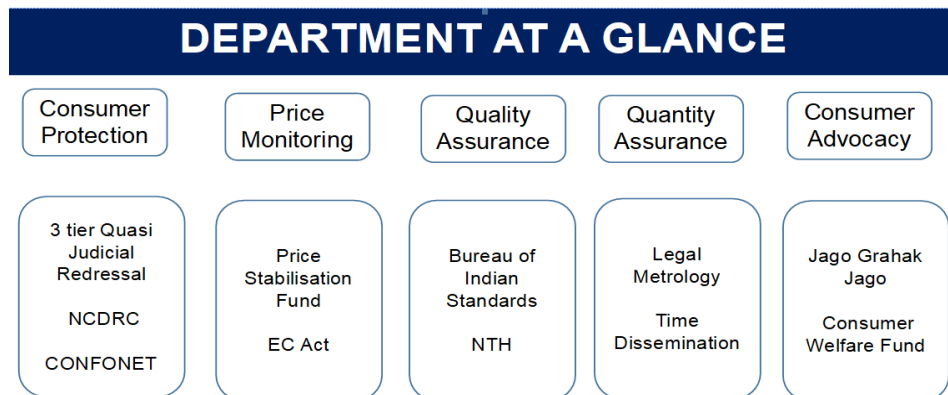 DEPARTMENT AT A GLANCE
Consumer
Protection
Price
Monitoring
Quality
Assurance
Quantity
Assurance
Consumer
Advocacy
3 tier Quasi
Judicial
Redressal
NCDRC
CONFONET
Price
Stabilisation
Fund
EC Act
Bureau of
Indian
Standards
NTH
Legal
Metrology
Time
Dissemination
Jago Grahak
Jago
Consumer
Welfare Fund